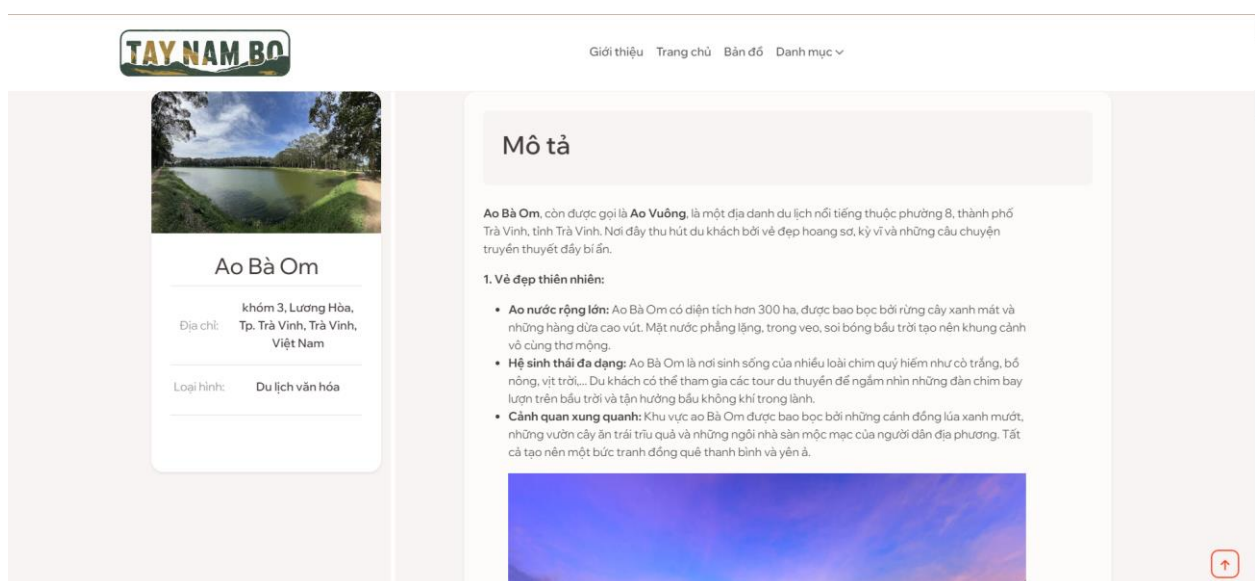 TAY NAM BO
Giới thiệu Trang chủ Bản đồ Danh mục
Ao Bà Om
Địa chỉ: khóm 3, Lương Hòa,
Tp. Trà Vinh, Trà Vinh,
Việt Nam
Loại hình: Du lịch văn hóa
Mô tả
Ao Bà Om, còn được gọi là Ao Vuông, là một địa danh du lịch nổi tiếng thuộc phường 8, thành phố
Trà Vinh, tỉnh Trà Vinh. Nơi đây thu hút du khách bởi vẻ đẹp hoang sơ, kỳ vĩ và những câu chuyện
truyền thuyết đầy bí ẩn.
1. Vẻ đẹp thiên nhiên:
• Ao nước rộng lớn: Ao Bà Om có diện tích hơn 300 ha, được bao bọc bởi rừng cây xanh mát và
những hàng dừa cao vút. Mặt nước phẳng lặng, trong veo, soi bóng bầu trời tạo nên khung cảnh
vô cùng thơ mộng.
• Hệ sinh thái đa dạng: Ao Bà Om là nơi sinh sống của nhiều loài chim quý hiếm như cò trắng, bồ
nông, vịt trời,... Du khách có thể tham gia các tour du thuyền để ngắm nhìn những đàn chim bay
lượn trên bầu trời và tận hưởng bầu không khí trong lành.
• Cảnh quan xung quanh: Khu vực ao Bà Om được bao bọc bởi những cánh đồng lúa xanh mướt,
những vườn cây ăn trái trĩu quả và những ngôi nhà sàn mộc mạc của người dân địa phương. Tất
cả tạo nên một bức tranh đồng quê thanh bình và yên ả.